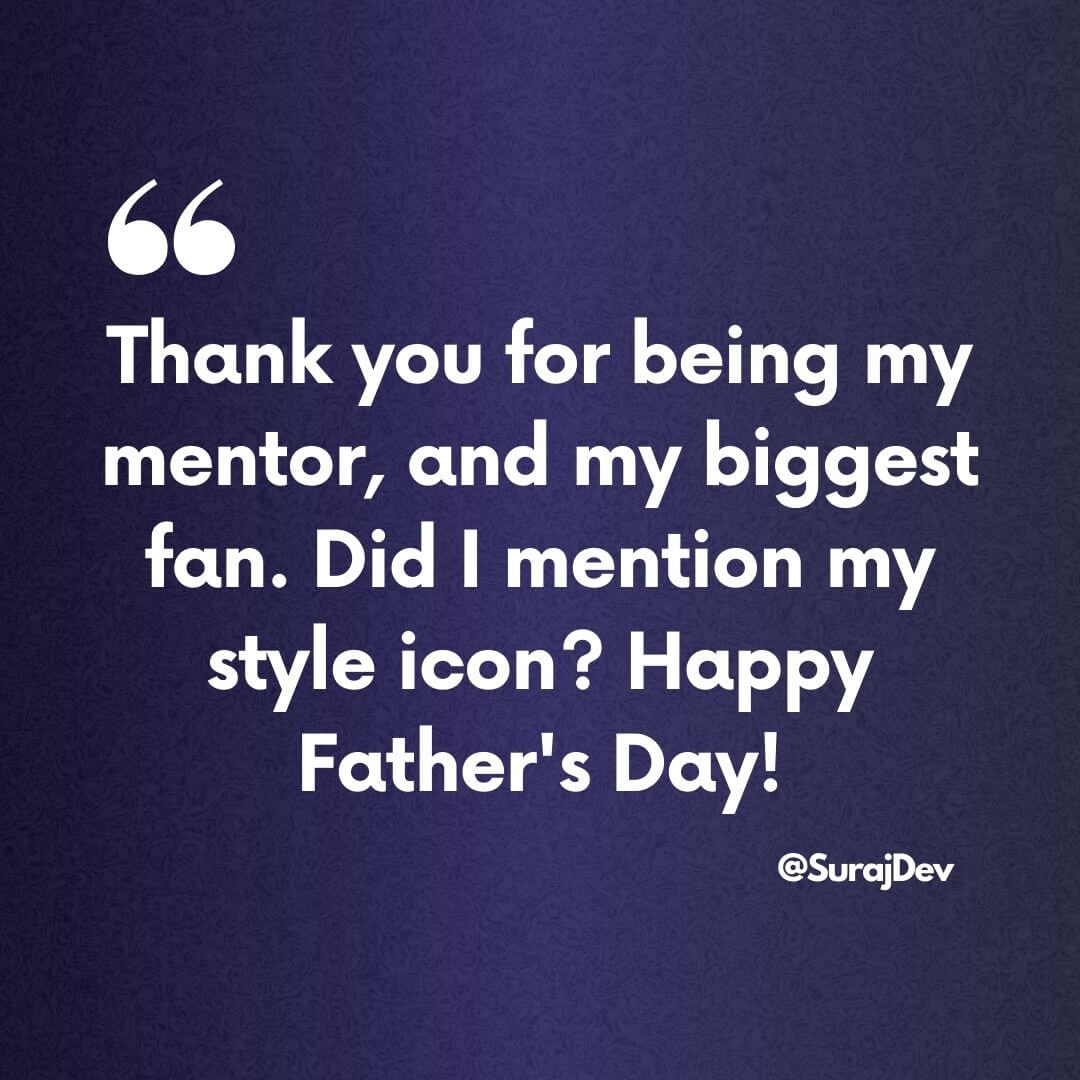 “
Thank you for being my
mentor, and my biggest
fan. Did I mention my
style icon? Happy
Father's Day!
@SurajDev